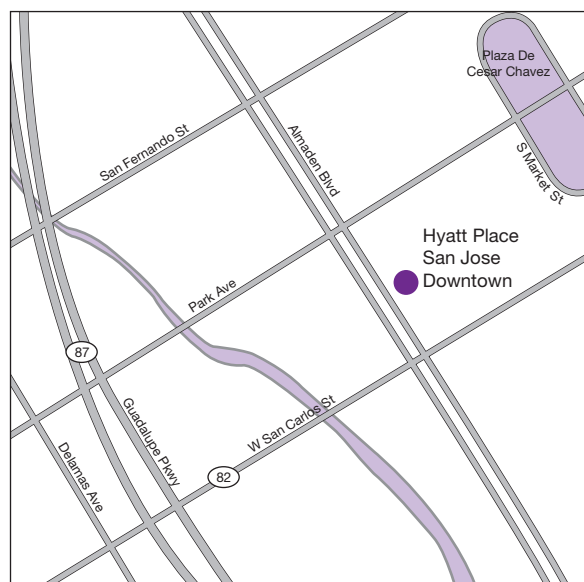 Plaza De
Cesar Chavez
San Fernando St
Almaden Blvd
S Market St
Hyatt Place
San Jose
Downtown
Park Ave
87
Guadalupe Pkwy
W San Carlos St
Delamas Ave
82